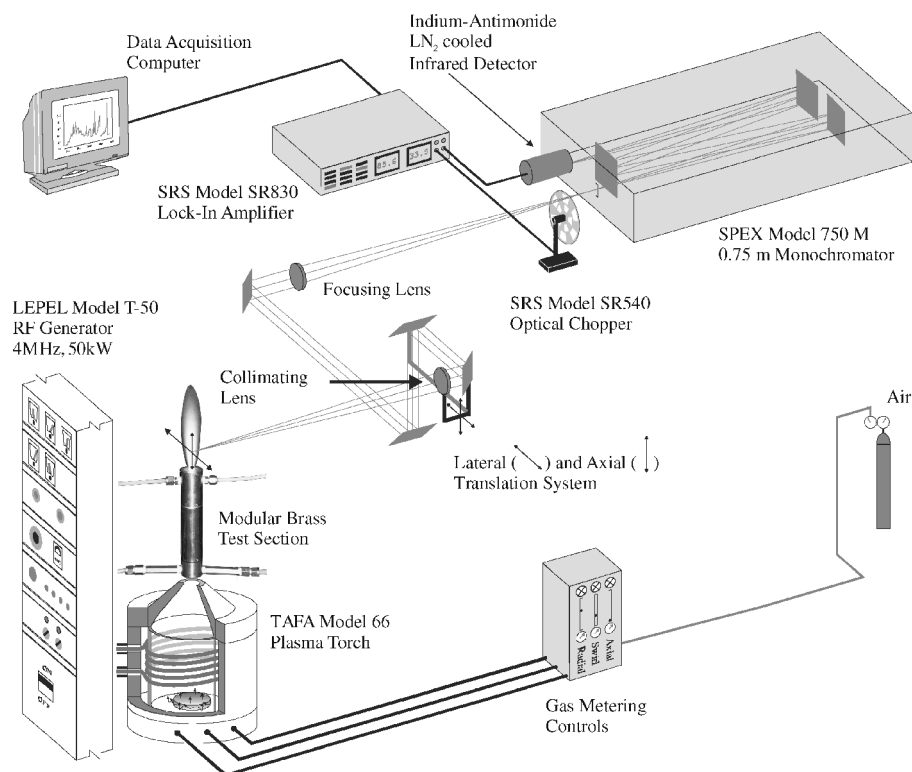 Data Acquisition
Computer
Indium-Antimonide
LN₂ cooled
Infrared Detector
SRS Model SR830
Lock-In Amplifier
SPEX Model 750 M
0.75 m Monochromator
Focusing Lens
SRS Model SR540
Optical Chopper
LEPEL Model T-50
RF Generator
4MHz, 50kW
Collimating
Lens
Air
Lateral ( ) and Axial ( )
Translation System
Modular Brass
Test Section
TAFA Model 66
Plasma Torch
Radial
Swirl
Axial
Gas Metering
Controls